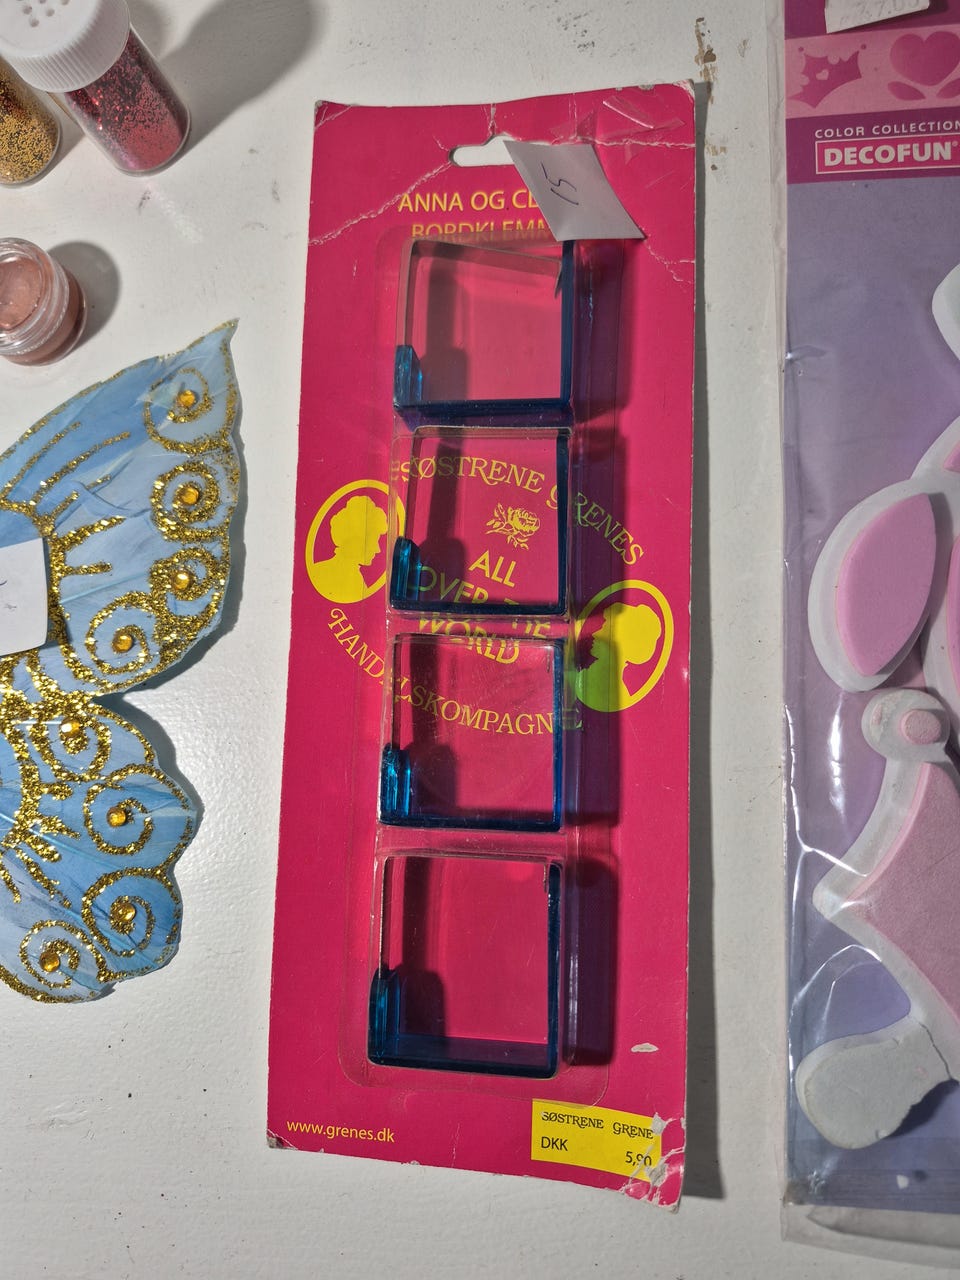 15
ANNA OG
BORDKLEMM
SØSTRENE GRENES
ALL
OVER THE
WORLD
HANDELSKOMPAGNI
www.grenes.dk
SØSTRENE GRENE
DKK 5,90
COLOR COLLECTION
DECOFUN